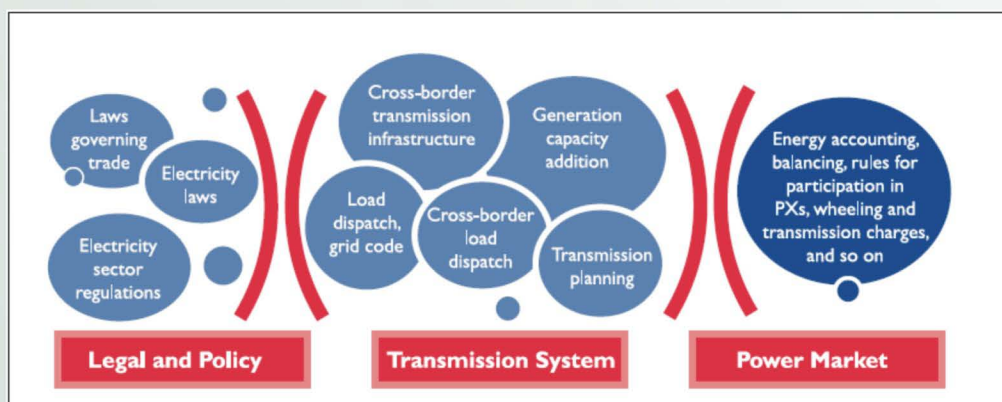 Laws
governing
trade
Electricity
laws
Electricity
sector
regulations
Cross-border
transmission
infrastructure
Generation
capacity
addition
Load
dispatch,
grid code
Cross-border
load
dispatch
Transmission
planning
Energy accounting,
balancing, rules for
participation in
PXs, wheeling and
transmission charges,
and so on
Legal and Policy
Transmission System
Power Market